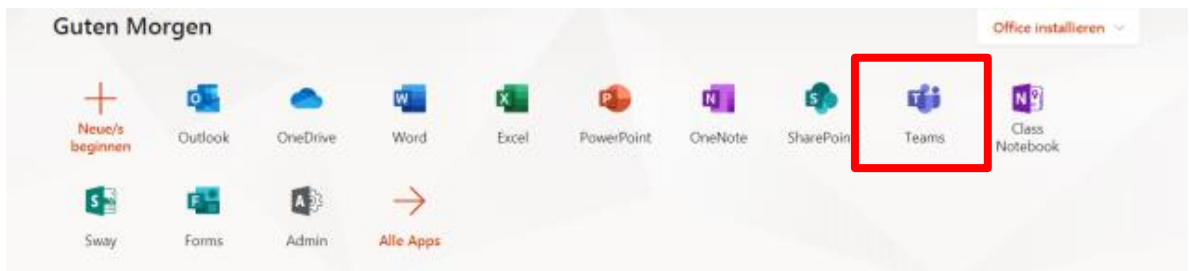 Guten Morgen
Office installieren
Neue/s
beginnen
Outlook
OneDrive
Word
Excel
PowerPoint
OneNote
SharePoin
Teams
Class
Notebook
Sway
Forms
Admin
Alle Apps